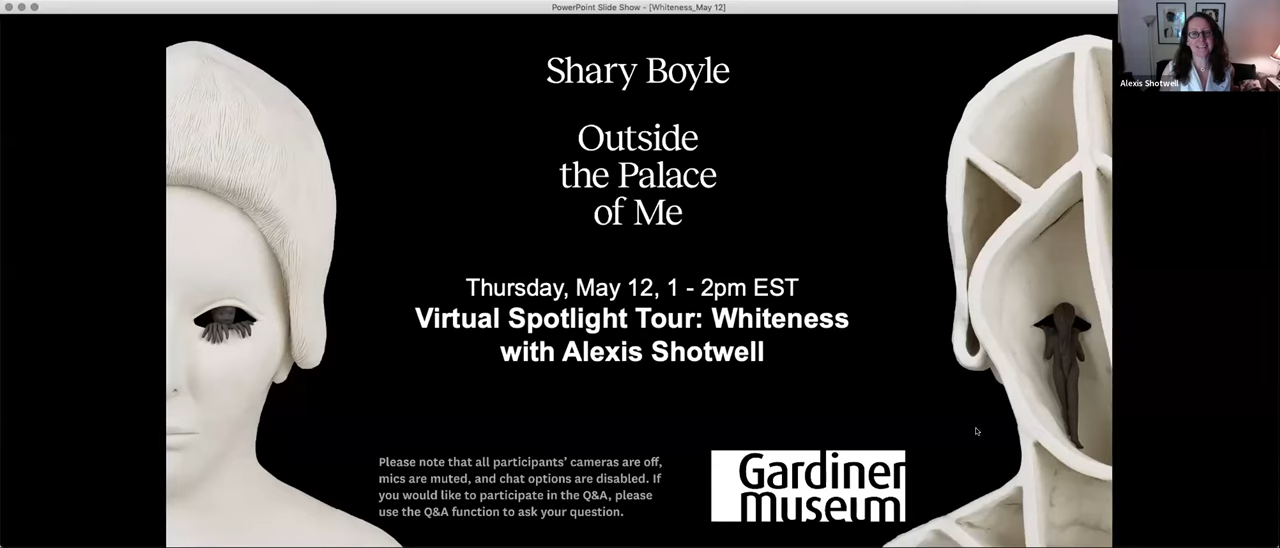 PowerPoint Slide Show - [Whiteness_May 12]
Alexis Shotwell
Shary Boyle
Outside
the Palace
of Me
Thursday, May 12, 1 - 2pm EST
Virtual Spotlight Tour: Whiteness
with Alexis Shotwell
Please note that all participants' cameras are off,
mics are muted, and chat options are disabled. If
you would like to participate in the Q&A, please
use the Q&A function to ask your question.
Gardiner
Museum